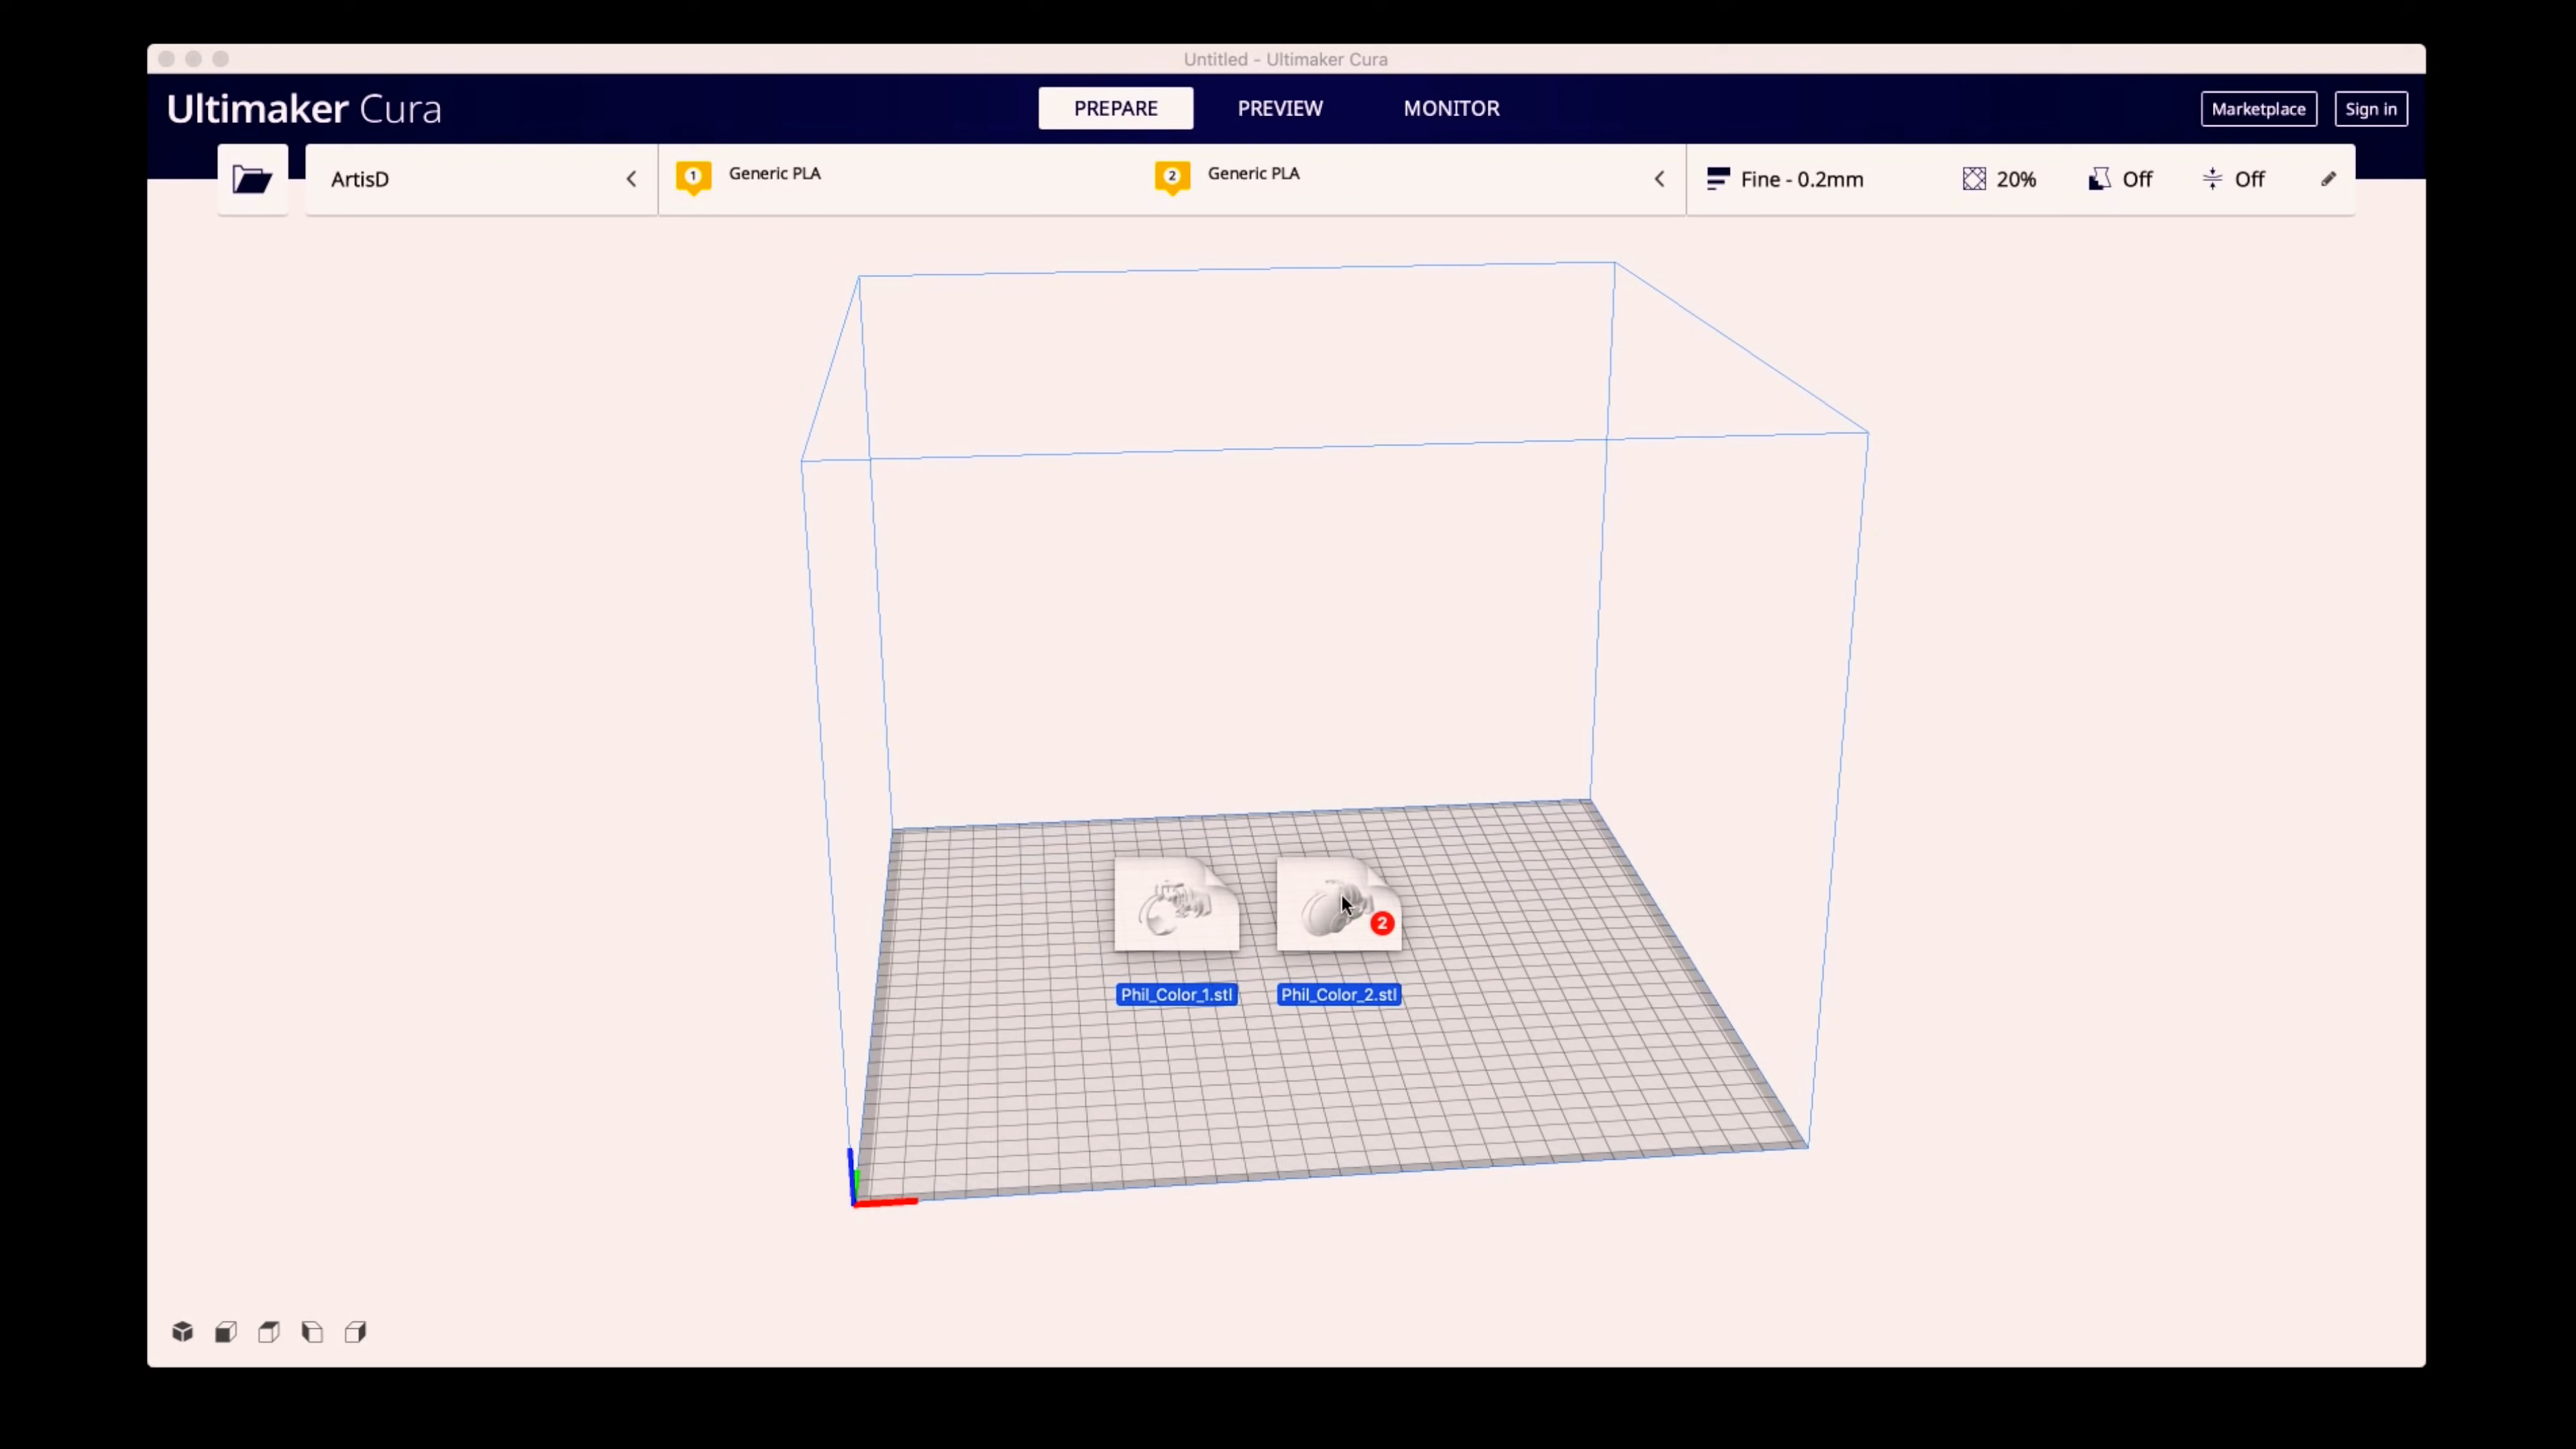 Untitled - Ultimaker Cura
Ultimaker Cura
PREPARE
PREVIEW
MONITOR
Marketplace
Sign in
ArtisD
1
Generic PLA
2
Generic PLA
Fine - 0.2mm
20%
Off
Off
2
Phil_Color_1.stl
Phil_Color_2.stl